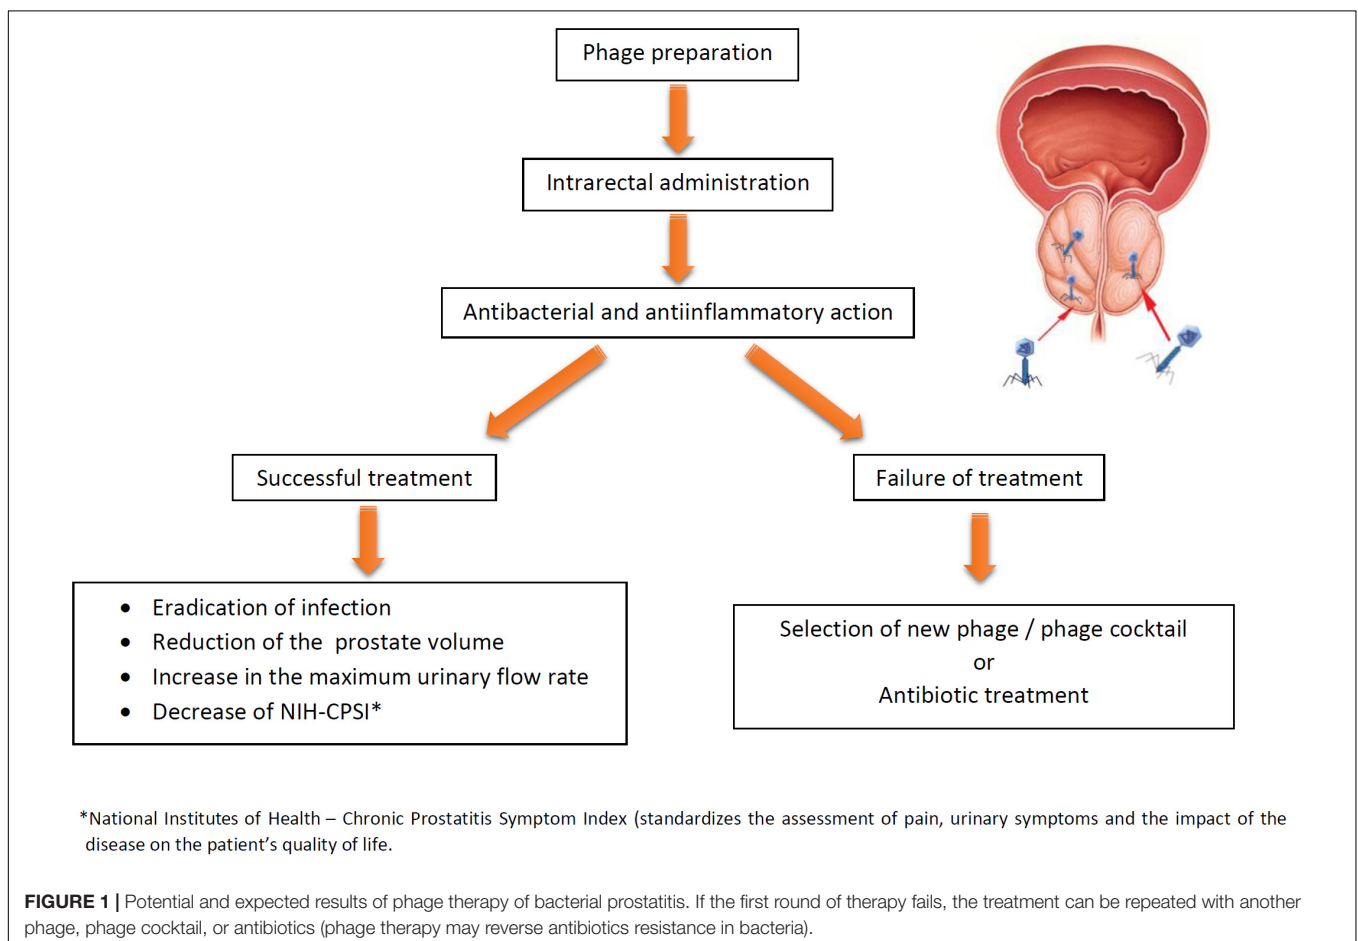 Phage preparation
Intrarectal administration
Antibacterial and antiinflammatory action
Successful treatment
Failure of treatment
• Eradication of infection
• Reduction of the prostate volume
• Increase in the maximum urinary flow rate
• Decrease of NIH-CPSI*
Selection of new phage / phage cocktail
or
Antibiotic treatment
*National Institutes of Health – Chronic Prostatitis Symptom Index (standardizes the assessment of pain, urinary symptoms and the impact of the
disease on the patient's quality of life.
FIGURE 1 | Potential and expected results of phage therapy of bacterial prostatitis. If the first round of therapy fails, the treatment can be repeated with another
phage, phage cocktail, or antibiotics (phage therapy may reverse antibiotics resistance in bacteria).